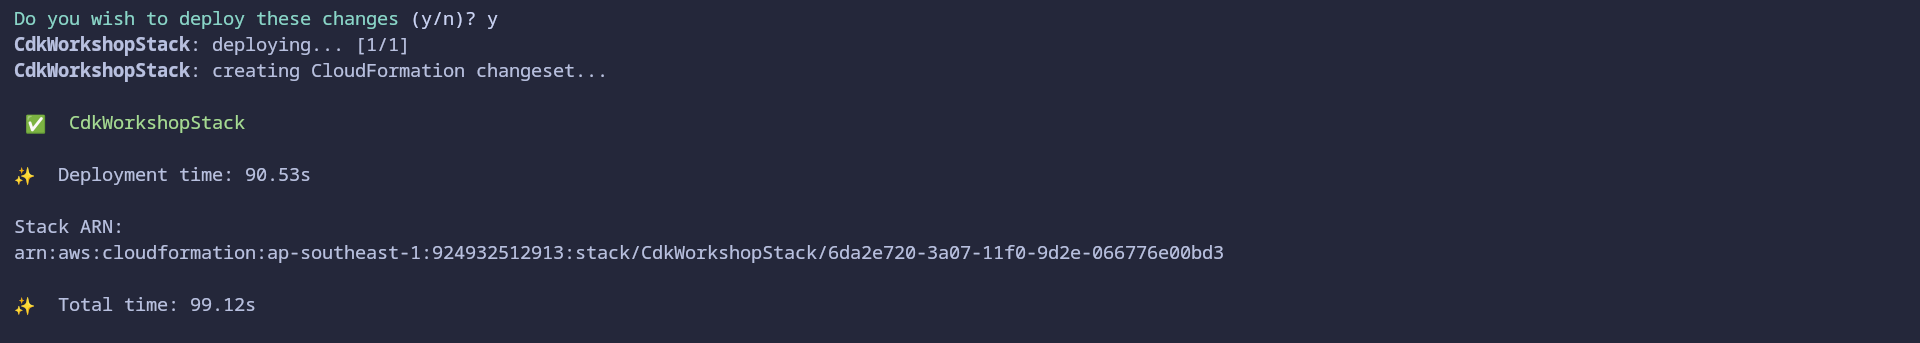 Do you wish to deploy these changes (y/n)? y
CdkWorkshopStack: deploying... [1/1]
CdkWorkshopStack: creating CloudFormation changeset...
✅  CdkWorkshopStack
✨  Deployment time: 90.53s
Stack ARN:
arn:aws:cloudformation:ap-southeast-1:924932512913:stack/CdkWorkshopStack/6da2e720-3a07-11f0-9d2e-066776e00bd3
✨  Total time: 99.12s